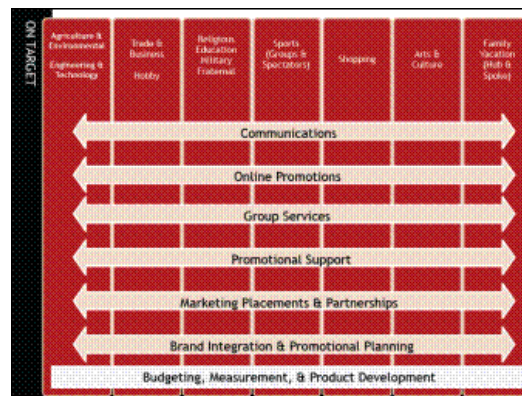 ON TARGET
Agriculture &
Environmental
Engineering &
Technology
Trade &
Business
Hobby
Religion,
Education
Military
Fraternal
Sports
(Groups &
Spectators)
Shopping
Arts &
Culture
Family
Vacation
(Hub &
Spoke)
Communications
Online Promotions
Group Services
Promotional Support
Marketing Placements & Partnerships
Brand Integration & Promotional Planning
Budgeting, Measurement, & Product Development